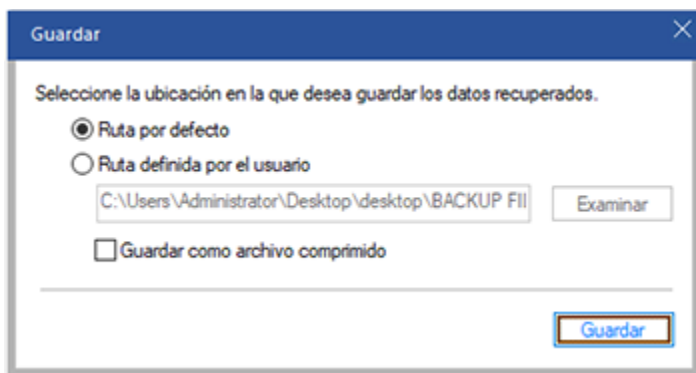 Guardar
Seleccione la ubicación en la que desea guardar los datos recuperados.
Ruta por defecto
Ruta definida por el usuario
C:\Users\Administrator\Desktop\desktop\BACKUP FII
Examinar
Guardar como archivo comprimido
Guardar